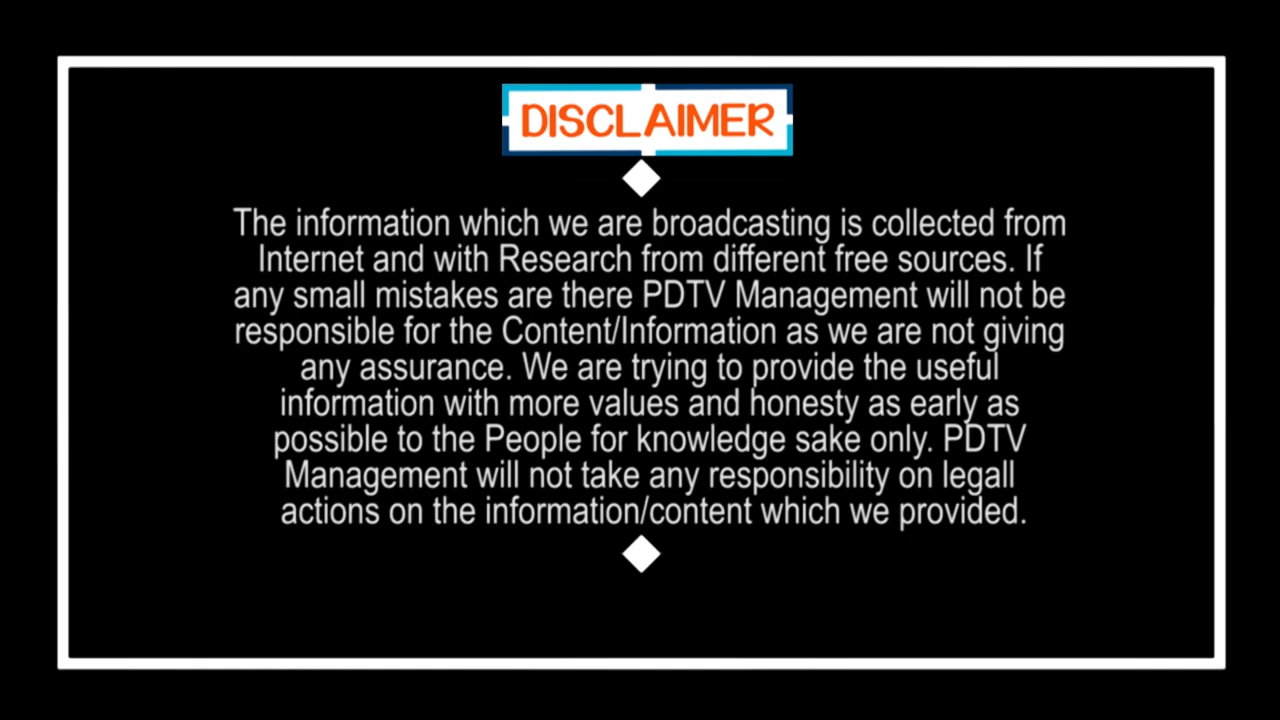 DISCLAIMER
The information which we are broadcasting is collected from
Internet and with Research from different free sources. If
any small mistakes are there PDTV Management will not be
responsible for the Content/Information as we are not giving
any assurance. We are trying to provide the useful
information with more values and honesty as early as
possible to the People for knowledge sake only. PDTV
Management will not take any responsibility on legall
actions on the information/content which we provided.